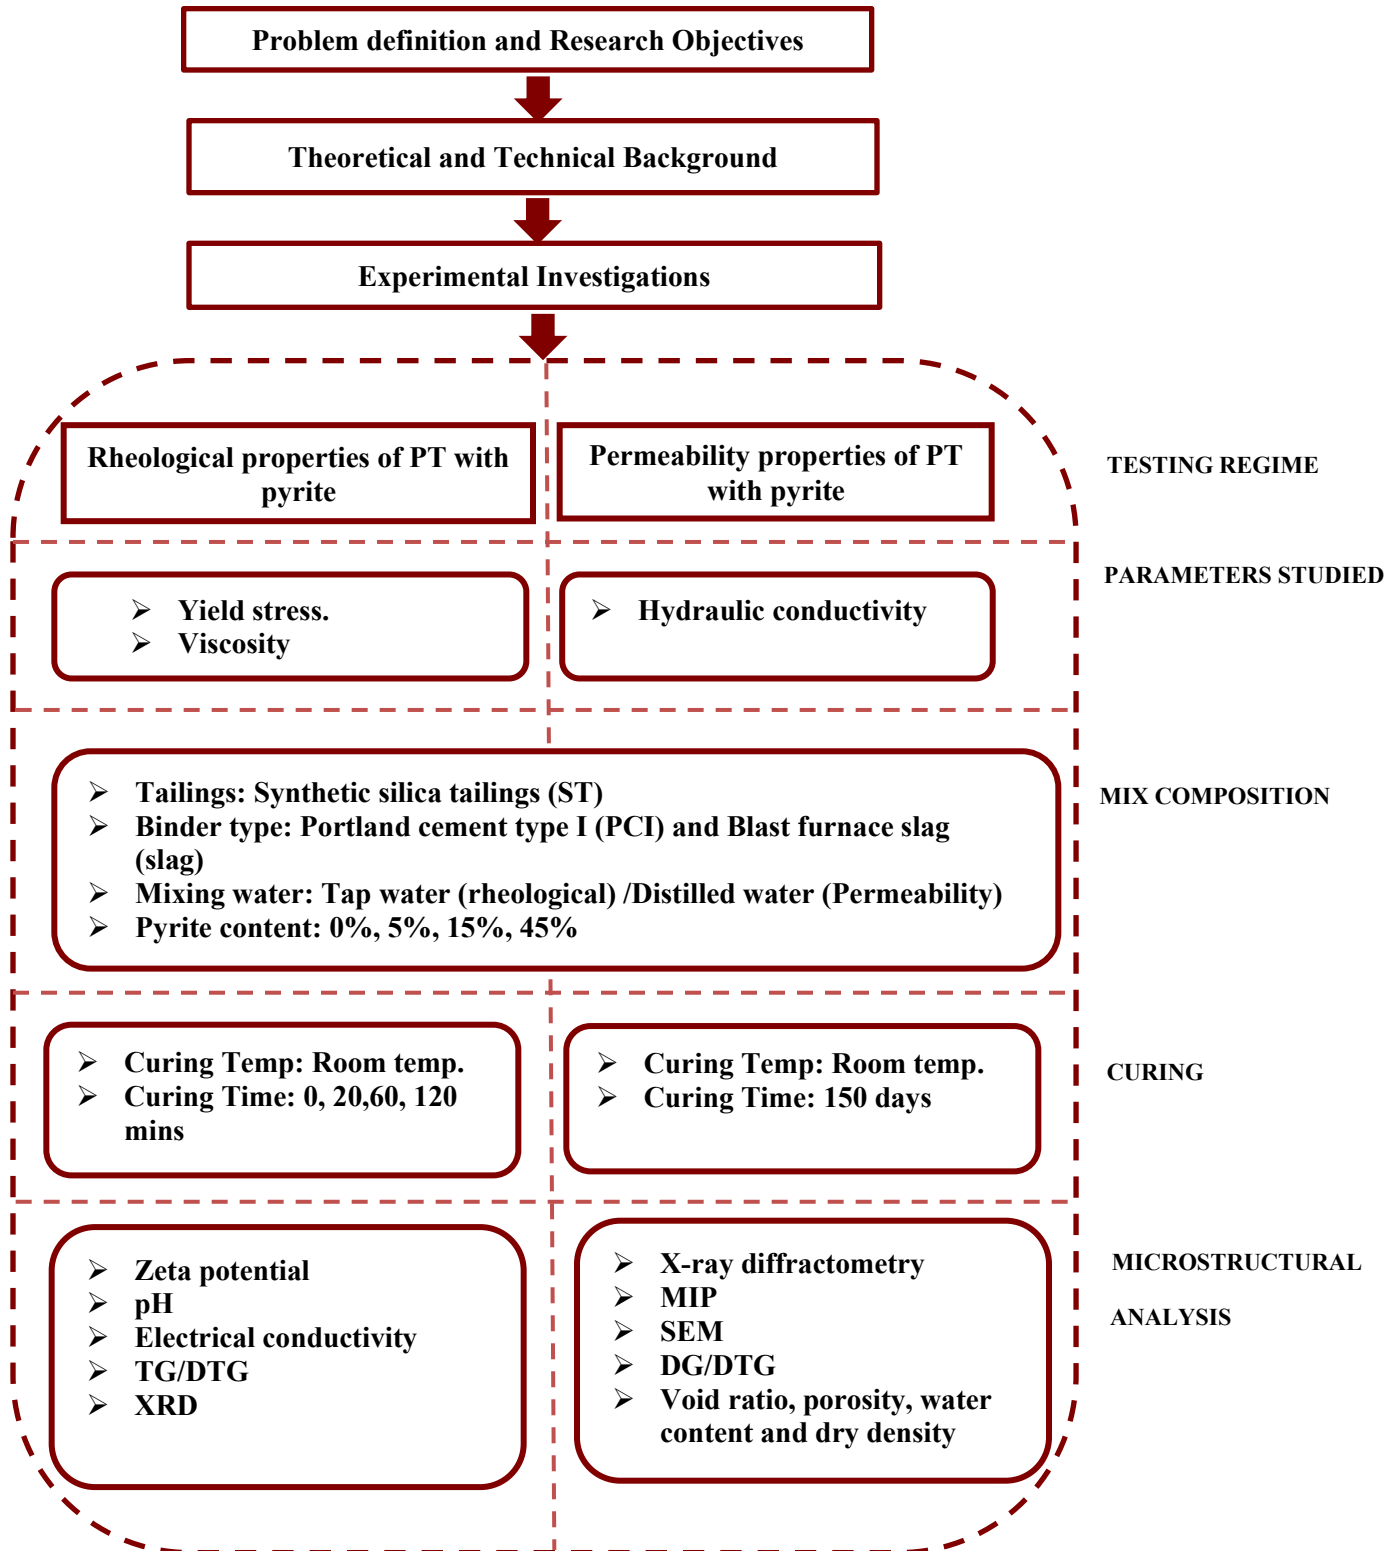 Problem definition and Research Objectives
Theoretical and Technical Background
Experimental Investigations
Rheological properties of PT with
pyrite
Permeability properties of PT
with pyrite
TESTING REGIME
PARAMETERS STUDIED
➢ Yield stress.
➢ Viscosity
➢ Hydraulic conductivity
➢ Tailings: Synthetic silica tailings (ST)
➢ Binder type: Portland cement type I (PCI) and Blast furnace slag
(slag)
➢ Mixing water: Tap water (rheological) /Distilled water (Permeability)
➢ Pyrite content: 0%, 5%, 15%, 45%
MIX COMPOSITION
➢ Curing Temp: Room temp.
➢ Curing Time: 0, 20,60, 120
mins
➢ Curing Temp: Room temp.
➢ Curing Time: 150 days
CURING
➢ Zeta potential
➢ pH
➢ Electrical conductivity
➢ TG/DTG
➢ XRD
➢ X-ray diffractometry
➢ MIP
➢ SEM
➢ DG/DTG
➢ Void ratio, porosity, water
content and dry density
MICROSTRUCTURAL
ANALYSIS